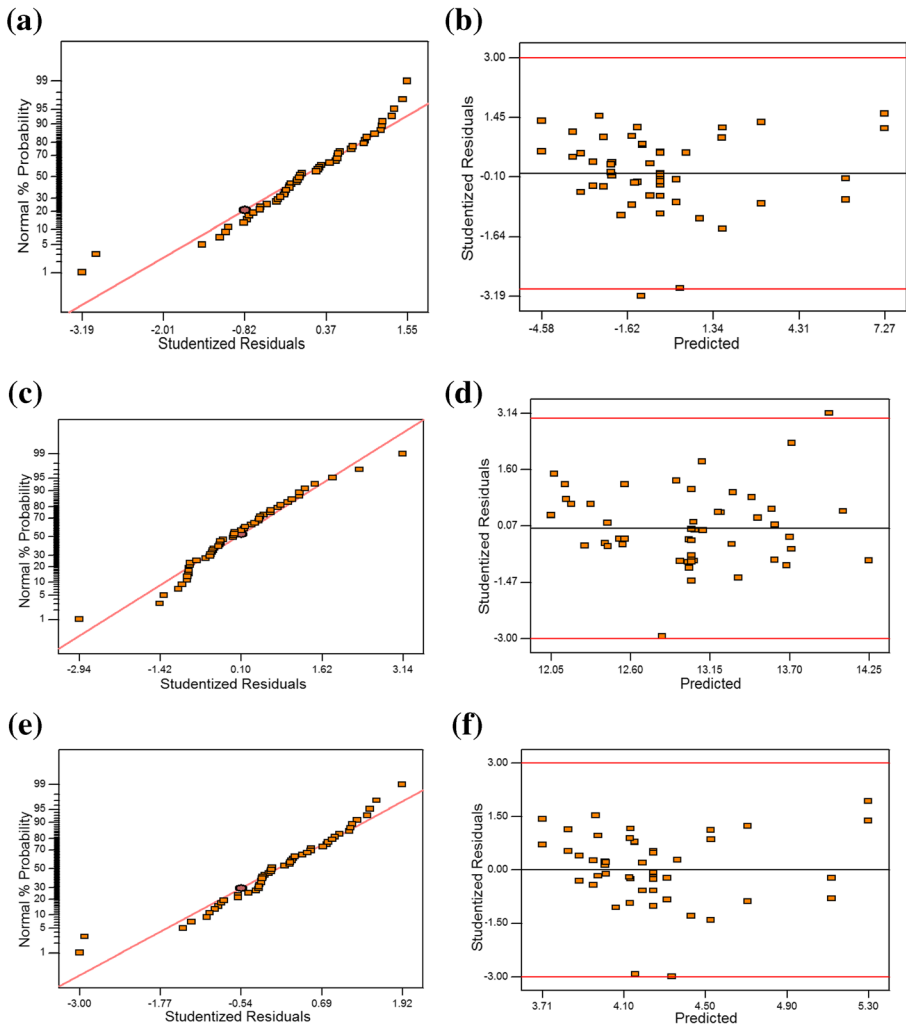 (a)
Normal % Probability
99
95
90
80
70
50
30
20
10
5
1
-3.19 -2.01 -0.82 0.37 1.55
Studentized Residuals
(b)
Studentized Residuals
3.00
1.45
-0.10
-1.64
-3.19
-4.58 -1.62 1.34 4.31 7.27
Predicted
(c)
Normal % Probability
99
95
90
80
70
50
30
20
10
5
1
-2.94 -1.42 0.10 1.62 3.14
Studentized Residuals
(d)
Studentized Residuals
3.14
1.60
0.07
-1.47
-3.00
12.05 12.60 13.15 13.70 14.25
Predicted
(e)
Normal % Probability
99
95
90
80
70
50
30
20
10
5
1
-3.00 -1.77 -0.54 0.69 1.92
Studentized Residuals
(f)
Studentized Residuals
3.00
1.50
0.00
-1.50
-3.00
3.71 4.10 4.50 4.90 5.30
Predicted